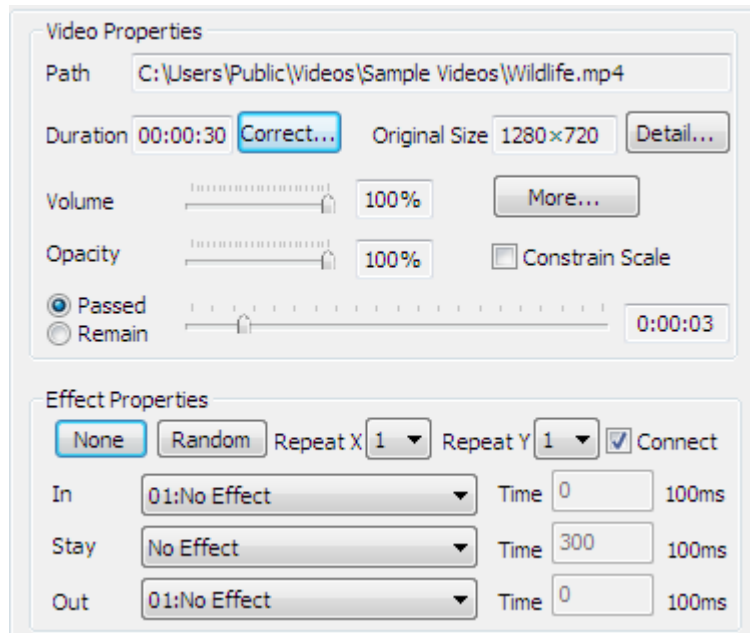 Video Properties
Path C:\Users\Public\Videos\Sample Videos\Wildlife.mp4
Duration 00:00:30 Correct... Original Size 1280×720 Detail...
Volume 100% More...
Opacity 100% Constrain Scale
Passed
Remain 0:00:03
Effect Properties
None Random Repeat X 1 Repeat Y 1 Connect
In 01:No Effect Time 0 100ms
Stay No Effect Time 300 100ms
Out 01:No Effect Time 0 100ms